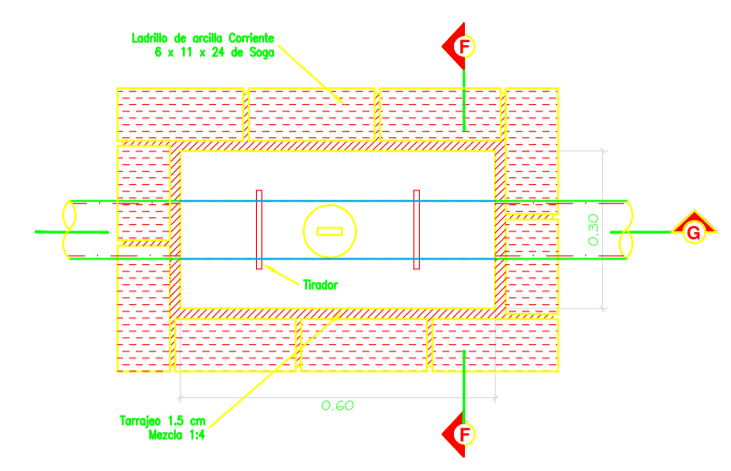 Ladrillo de arcilla Corriente
6 x 11 x 24 de Soga
F
0.30
G
Tirador
0.60
Tarrajeo 1.5 cm
Mezcla 1:4
F